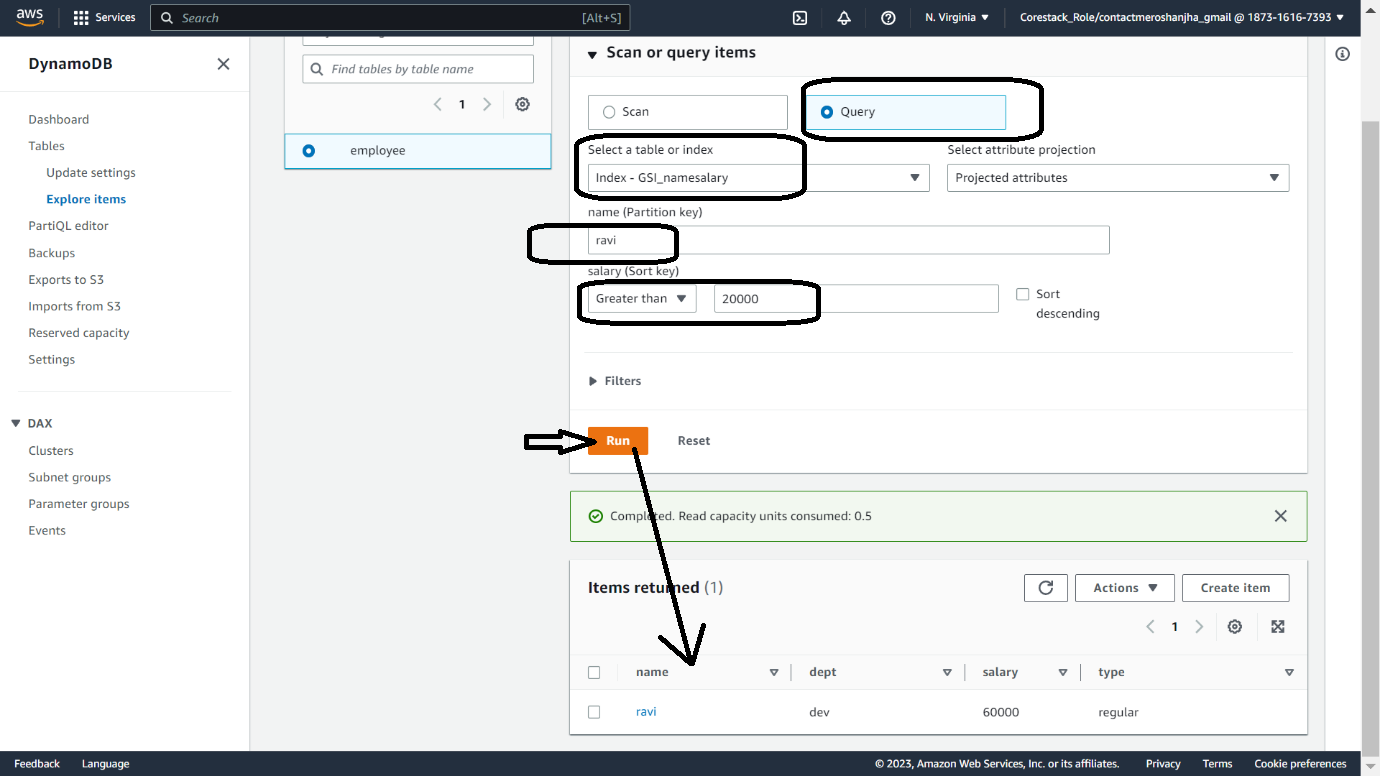 aws Services Search [Alt+S] N. Virginia Corestack_Role/contactmeroshanjha_gmail @ 1873-1616-7393
DynamoDB
Dashboard
Tables
Update settings
Explore items
PartiQL editor
Backups
Exports to S3
Imports from S3
Reserved capacity
Settings
DAX
Clusters
Subnet groups
Parameter groups
Events
Find tables by table name
1
employee
Scan or query items
Scan Query
Select a table or index Select attribute projection
Index - GSI_namesalary Projected attributes
name (Partition key)
ravi
salary (Sort key)
Greater than 20000 Sort
descending
Filters
Run Reset
Completed. Read capacity units consumed: 0.5
Items returned (1) Actions Create item
1
name dept salary type
ravi dev 60000 regular
Feedback Language © 2023, Amazon Web Services, Inc. or its affiliates. Privacy Terms Cookie preferences